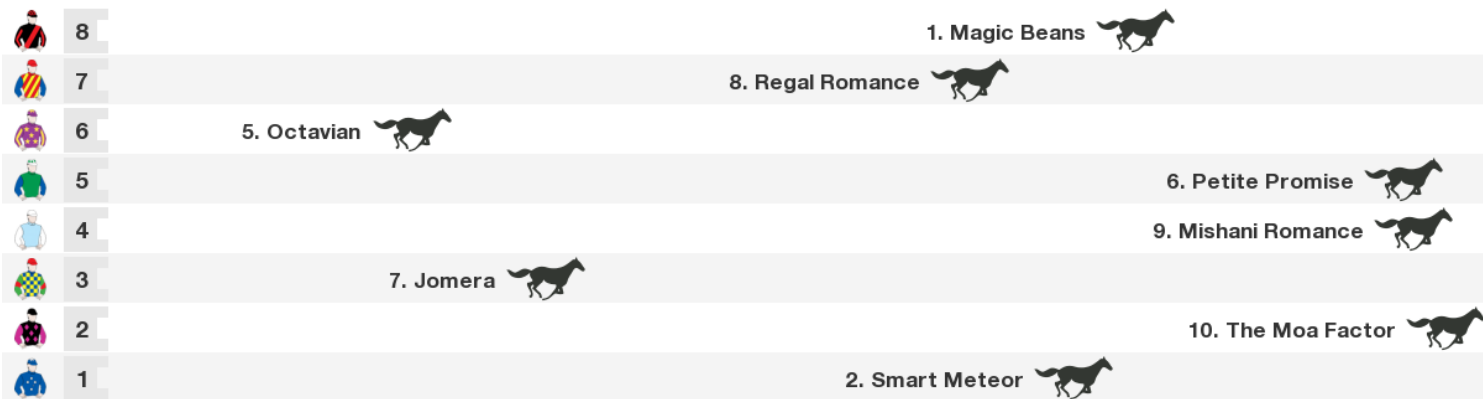 8 1. Magic Beans
7 8. Regal Romance
6 5. Octavian
5 6. Petite Promise
4 9. Mishani Romance
3 7. Jomera
2 10. The Moa Factor
1 2. Smart Meteor